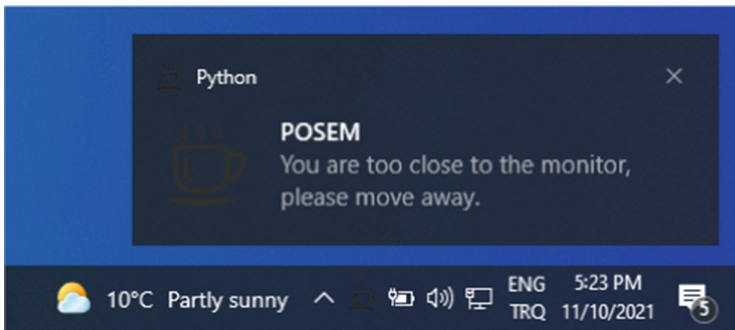 Python
POSEM
You are too close to the monitor,
please move away.
10°C Partly sunny
ENG
TRQ
5:23 PM
11/10/2021
5